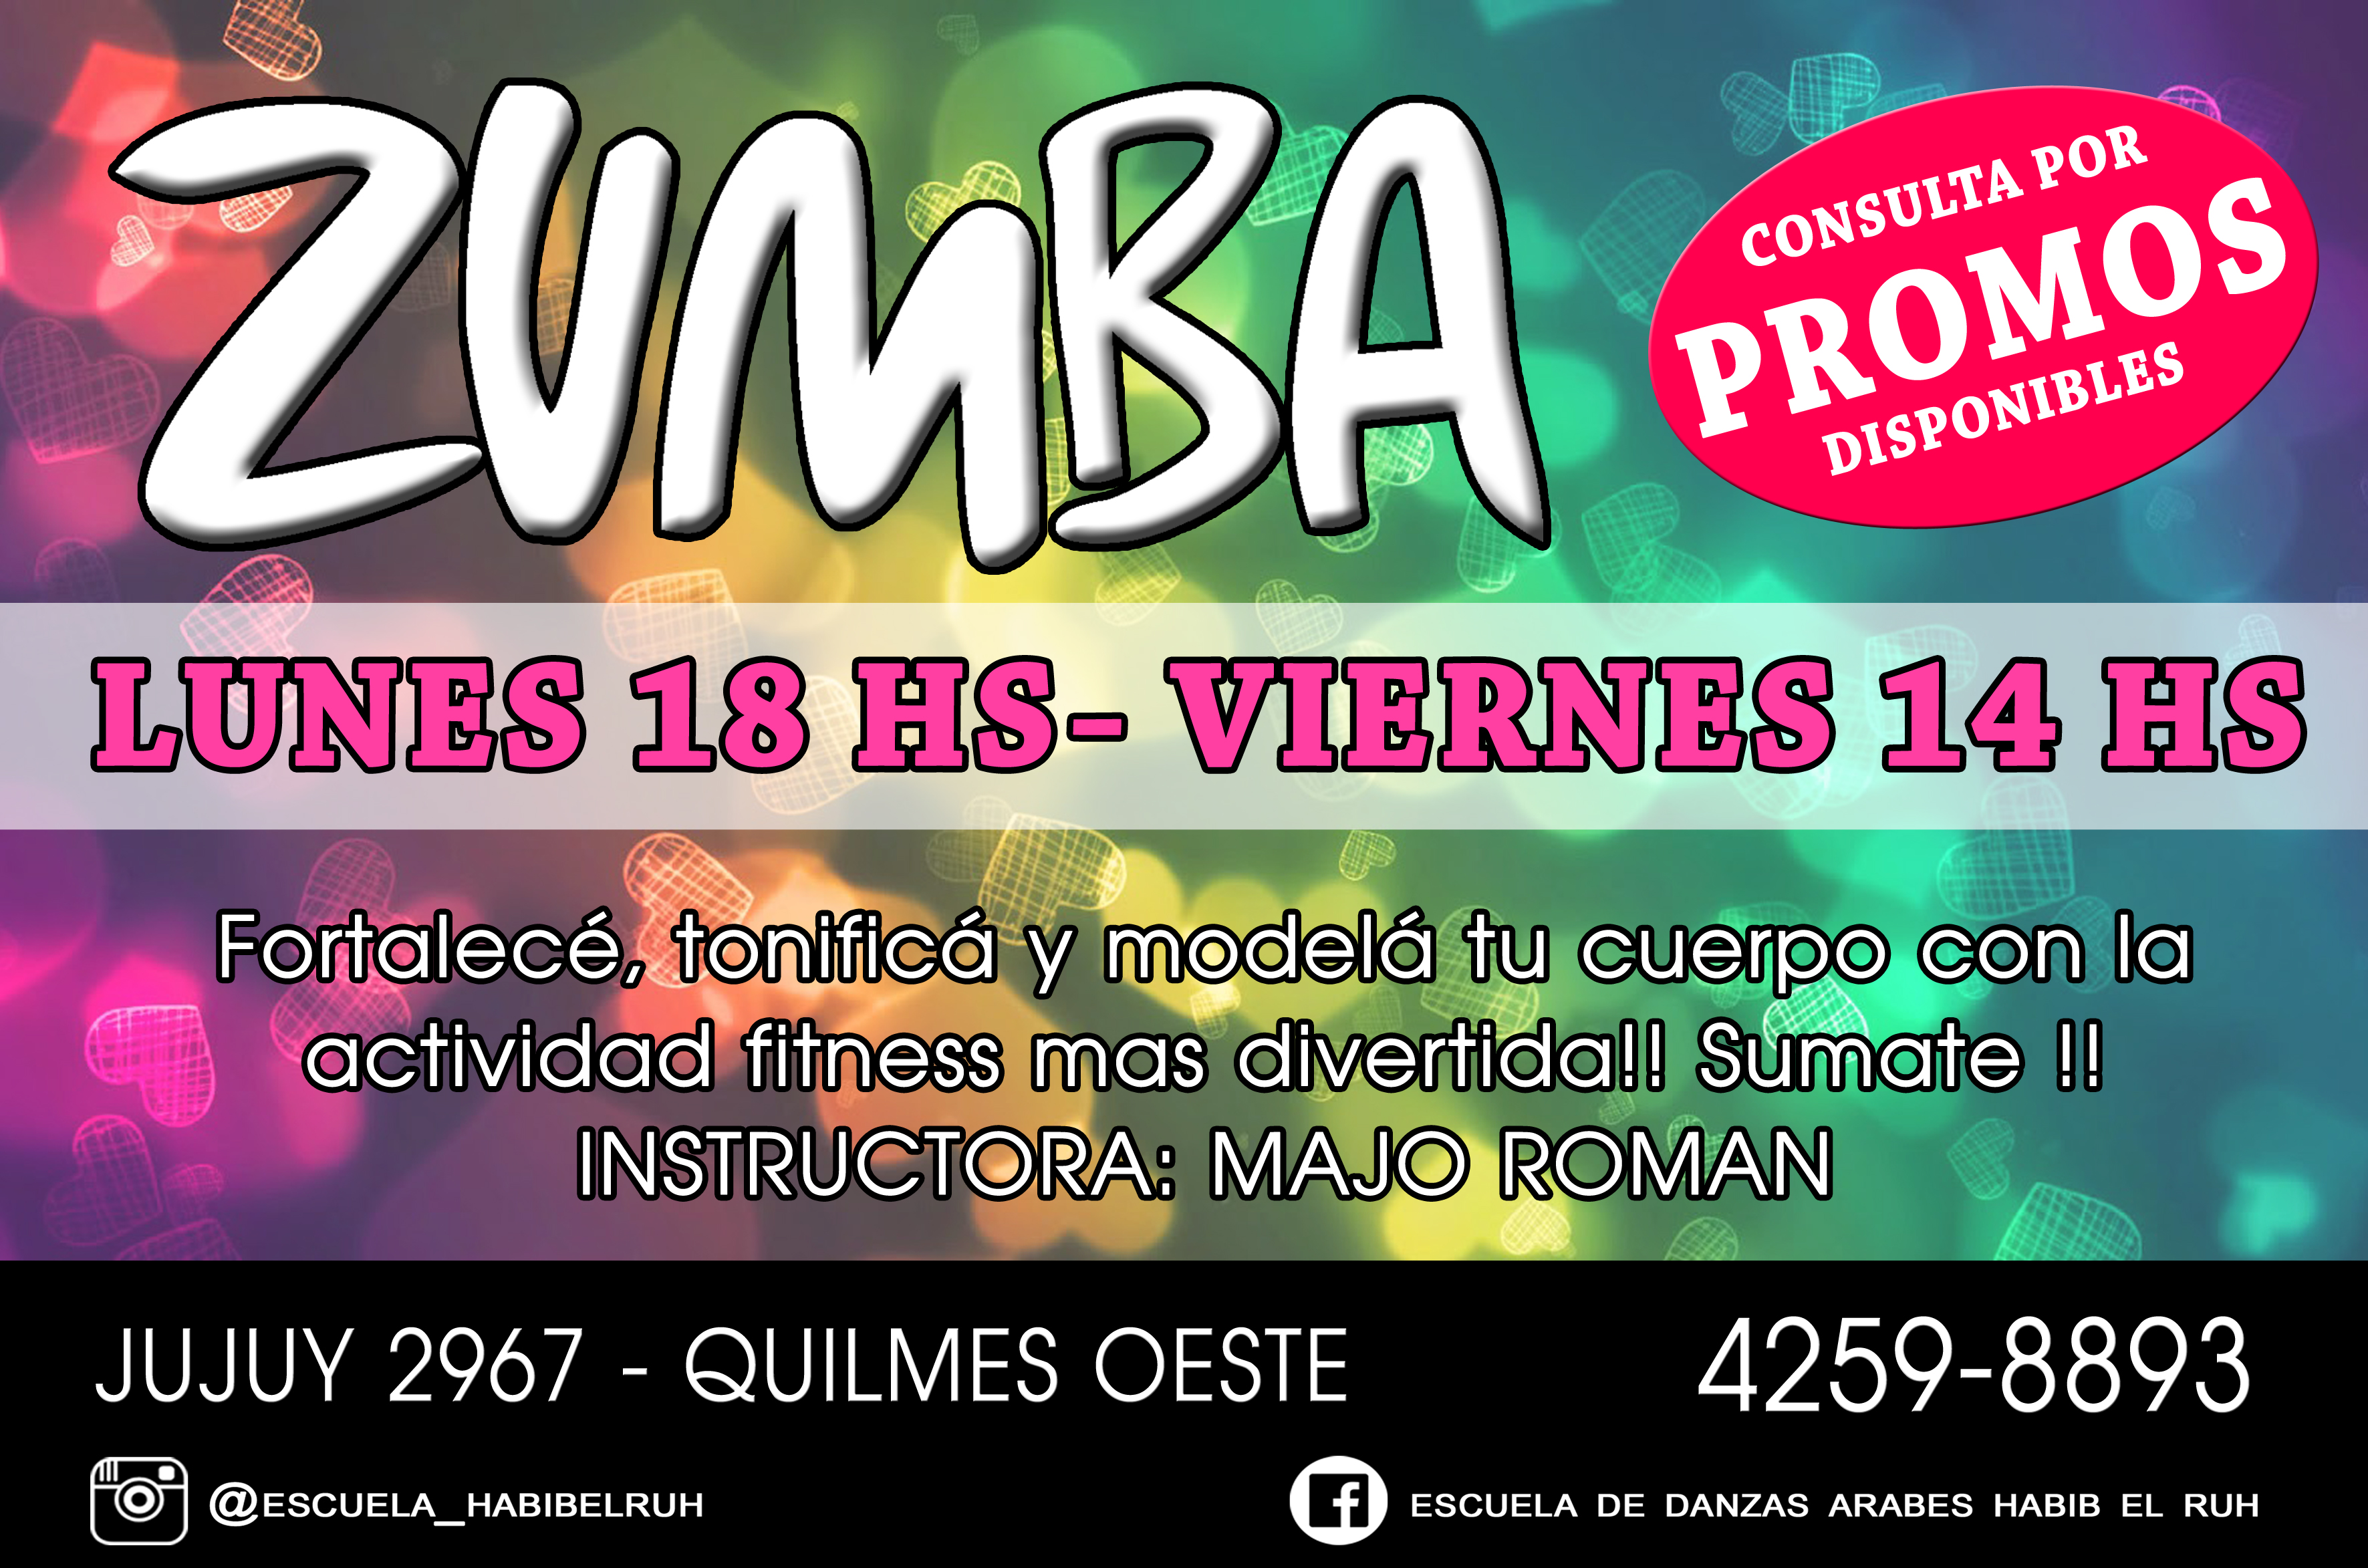 ZUMBA
CONSULTA POR
PROMOS
DISPONIBLES
LUNES 18 HS- VIERNES 14 HS
Fortalecé, tonificá y modelá tu cuerpo con la
actividad fitness mas divertida!! Sumate !!
INSTRUCTORA: MAJO ROMAN
JUJUY 2967 - QUILMES OESTE
4259-8893
@ESCUELA_HABIBELRUH
ESCUELA DE DANZAS ARABES HABIB EL RUH